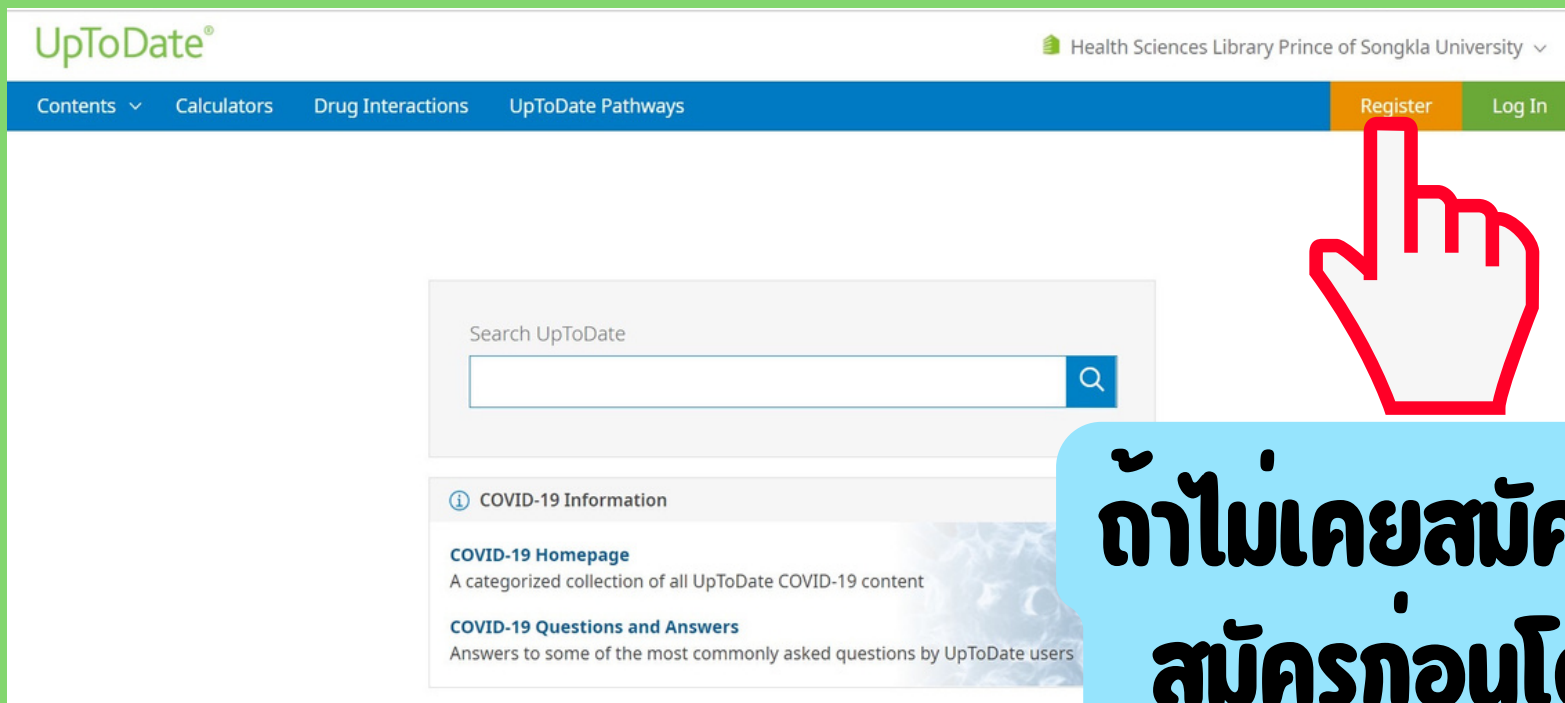 UpToDate®
Health Sciences Library Prince of Songkla University
Contents Calculators Drug Interactions UpToDate Pathways Register Log In
Search UpToDate
COVID-19 Information
COVID-19 Homepage
A categorized collection of all UpToDate COVID-19 content
COVID-19 Questions and Answers
Answers to some of the most commonly asked questions by UpToDate users
ถ้าไม่เคยสมัค
สมัครก่อนโด